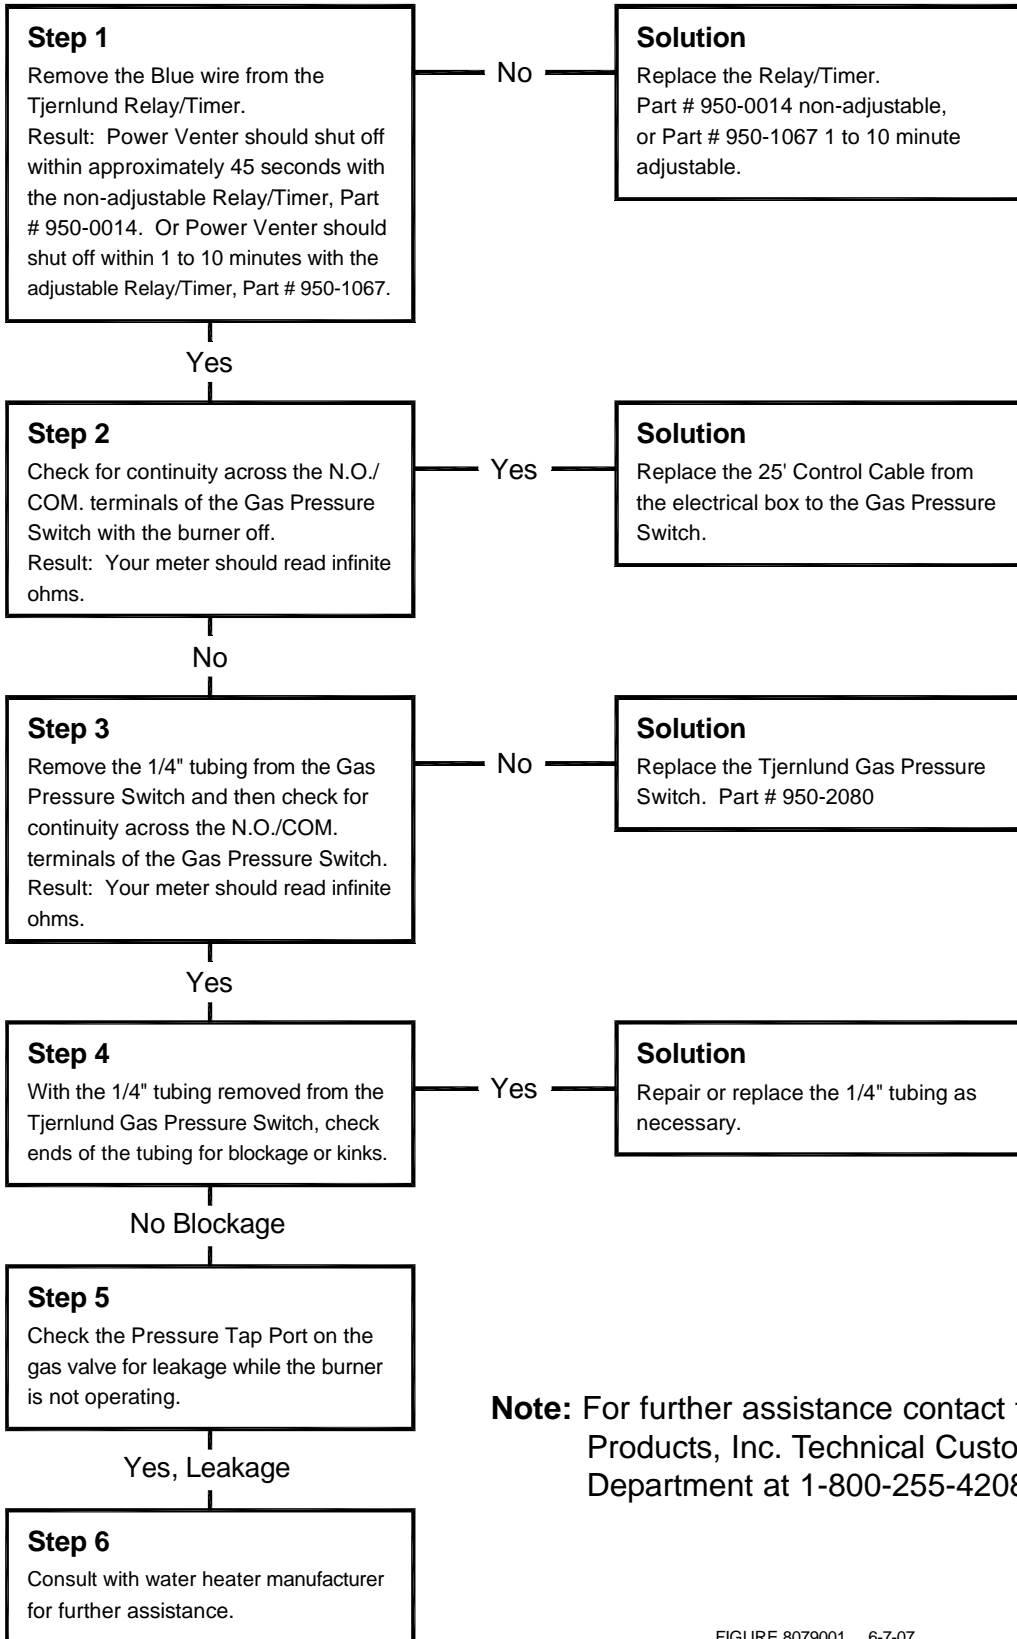 Step 1
Remove the Blue wire from the
Tjernlund Relay/Timer.
Result:  Power Venter should shut off
within approximately 45 seconds with
the non-adjustable Relay/Timer, Part
# 950-0014.  Or Power Venter should
shut off within 1 to 10 minutes with the
adjustable Relay/Timer, Part # 950-1067.
No
Solution
Replace the Relay/Timer.
Part # 950-0014 non-adjustable,
or Part # 950-1067 1 to 10 minute
adjustable.
Yes
Step 2
Check for continuity across the N.O./
COM. terminals of the Gas Pressure
Switch with the burner off.
Result:  Your meter should read infinite
ohms.
Yes
Solution
Replace the 25' Control Cable from
the electrical box to the Gas Pressure
Switch.
No
Step 3
Remove the 1/4" tubing from the Gas
Pressure Switch and then check for
continuity across the N.O./COM.
terminals of the Gas Pressure Switch.
Result:  Your meter should read infinite
ohms.
No
Solution
Replace the Tjernlund Gas Pressure
Switch.  Part # 950-2080
Yes
Step 4
With the 1/4" tubing removed from the
Tjernlund Gas Pressure Switch, check
ends of the tubing for blockage or kinks.
Yes
Solution
Repair or replace the 1/4" tubing as
necessary.
No Blockage
Step 5
Check the Pressure Tap Port on the
gas valve for leakage while the burner
is not operating.
Yes, Leakage
Step 6
Consult with water heater manufacturer
for further assistance.
Note: For further assistance contact
Products, Inc. Technical
Department at 1-800-255-4208
FIGURE 8079001    6-7-07